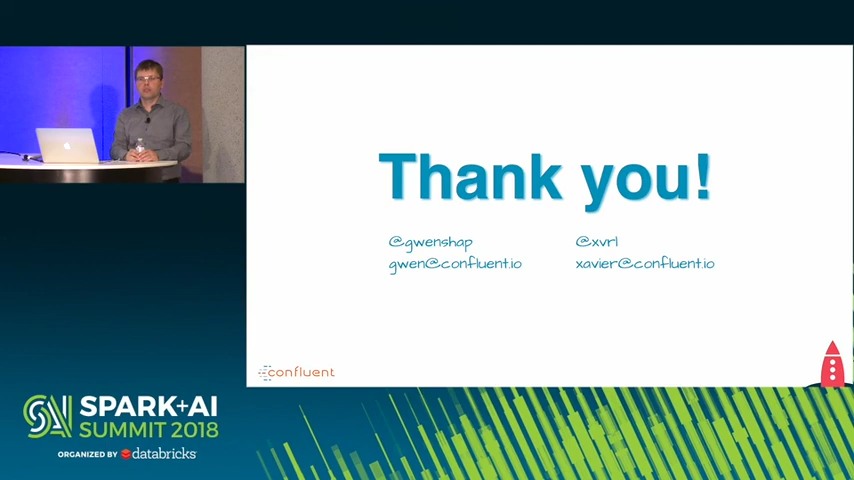 Thank you!
@gwenshap
gwen@confluent.io
@xvrl
xavier@confluent.io
confluent
SPARK+AI
SUMMIT 2018
ORGANIZED BY databricks